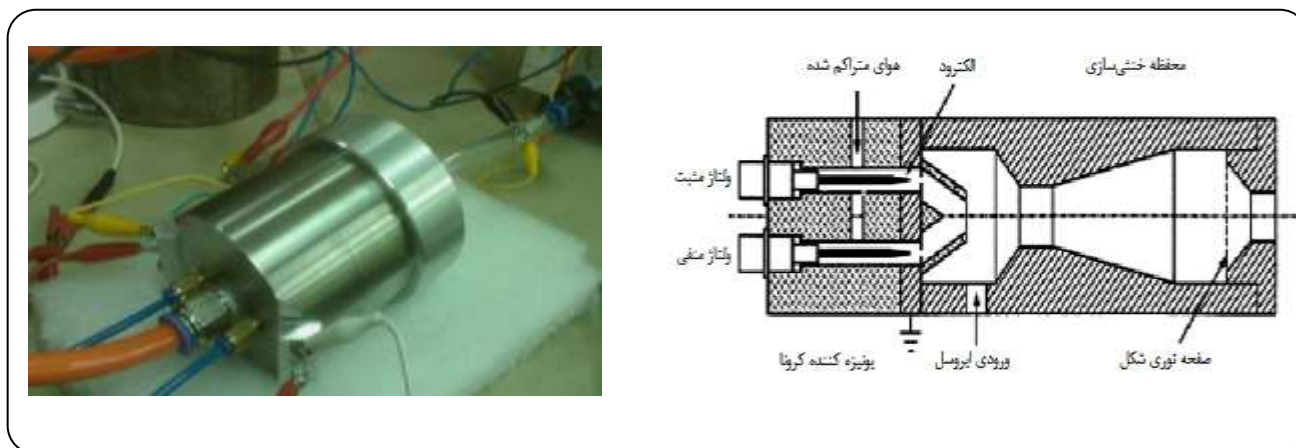 محفظه خنثی‌سازی
الکترود
هوای متراکم شده
ولتاژ مثبت
ولتاژ منفی
یونیزه کننده کرونا
ورودی ایروسل
صفحه توری شکل